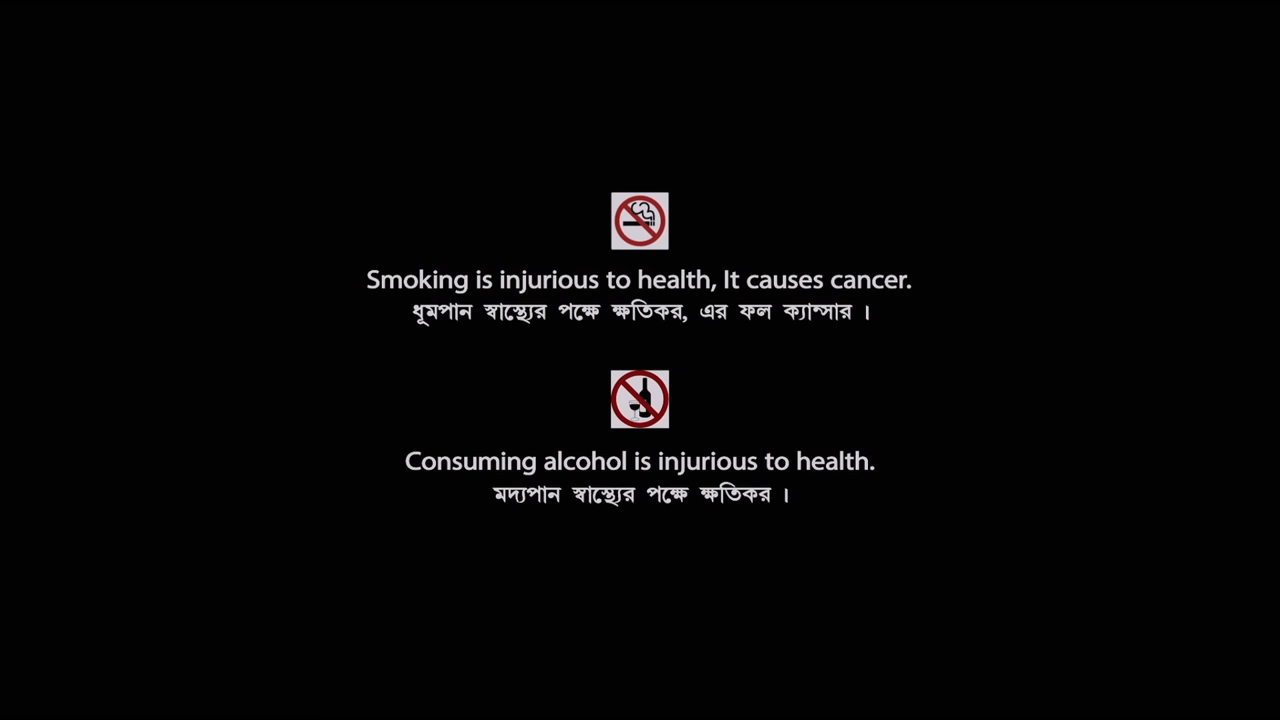 Smoking is injurious to health, It causes cancer.
ধূমপান স্বাস্থ্যের পক্ষে ক্ষতিকর, এর ফল ক্যান্সার ।
Consuming alcohol is injurious to health.
মদ্যপান স্বাস্থ্যের পক্ষে ক্ষতিকর ।